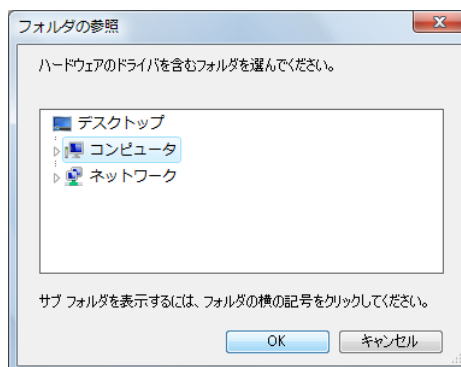 フォルダの参照
ハードウェアのドライバを含むフォルダを選んでください。
デスクトップ
コンピュータ
ネットワーク
サブ フォルダを表示するには、フォルダの横の記号をクリックしてください。
OK
キャンセル